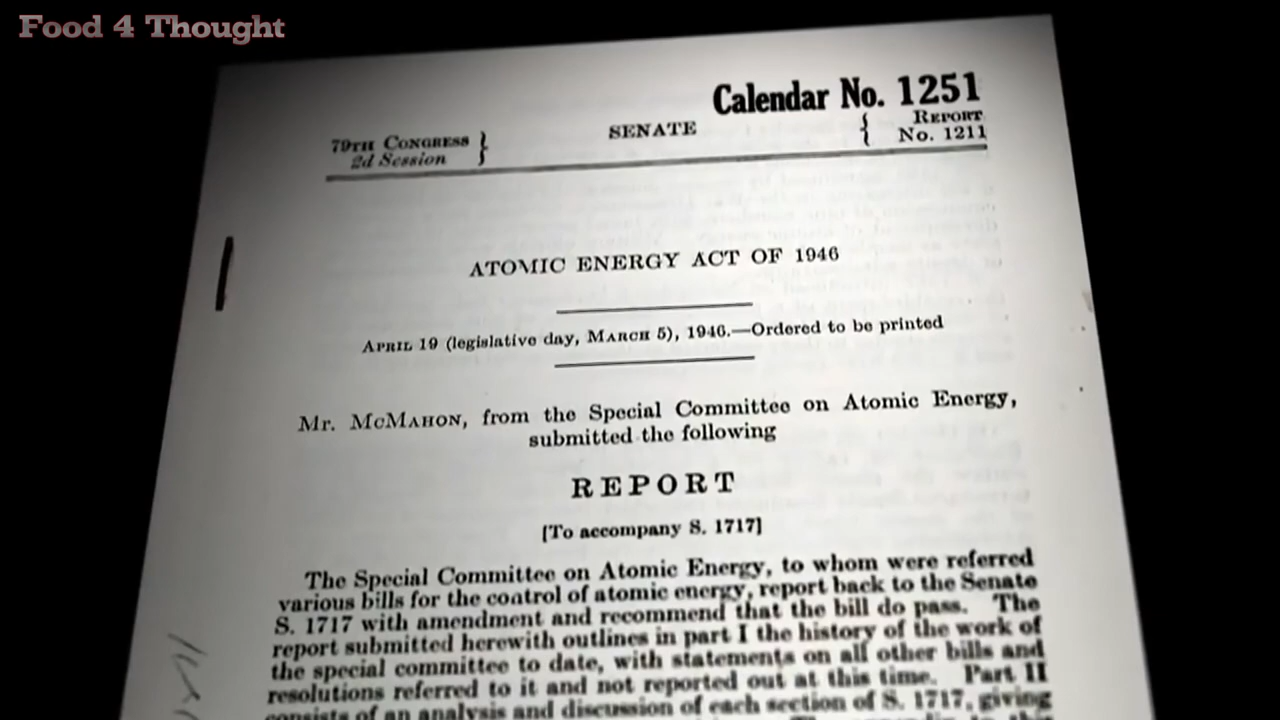 Food 4 Thought
Calendar No. 1251
79TH CONGRESS
2d Session
SENATE
REPORT
No. 1211
ATOMIC ENERGY ACT OF 1946
APRIL 19 (legislative day, MARCH 5), 1946.—Ordered to be printed
Mr. MCMAHON, from the Special Committee on Atomic Energy,
submitted the following
REPORT
[To accompany S. 1717]
The Special Committee on Atomic Energy, to whom were referred
various bills for the control of atomic energy, report back to the Senate
S. 1717 with amendment and recommend that the bill do pass. The
report submitted herewith outlines in part I the history of the work of
the special committee to date, with statements on all other bills and
resolutions referred to it and not reported out at this time. Part II
consists of an analysis and discussion of each section of S. 1717, giving